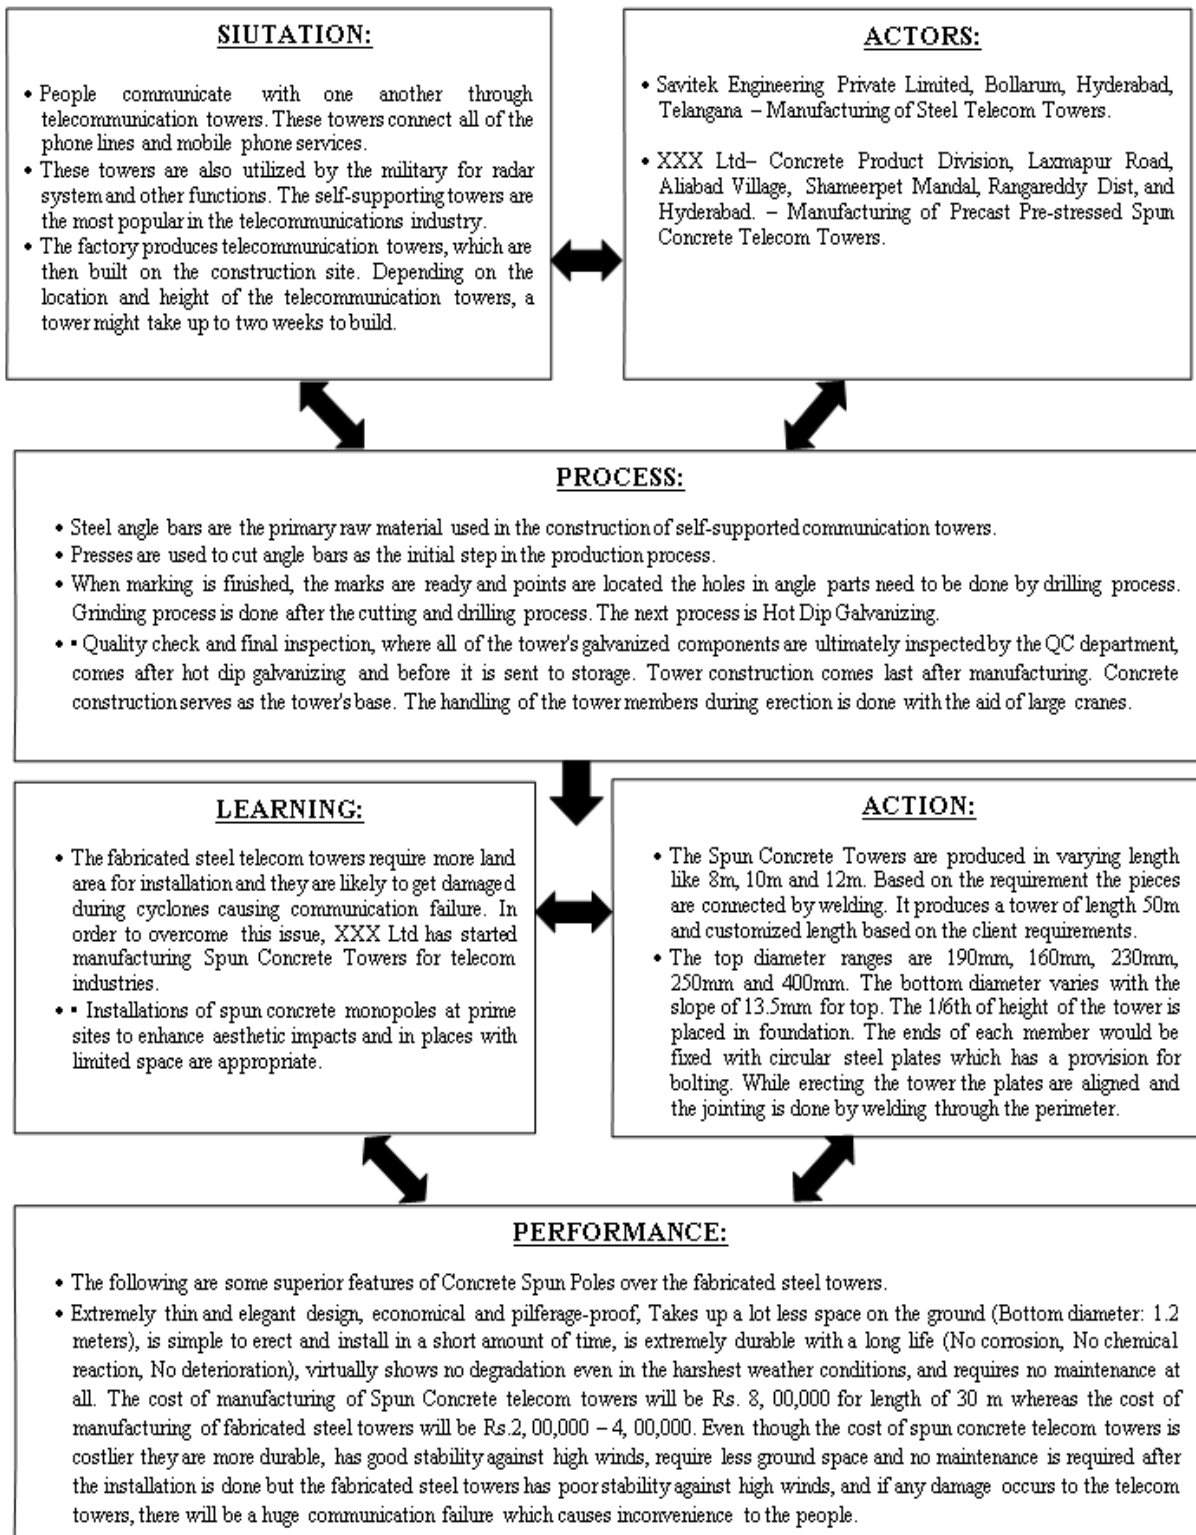 SIUTATION:
• People communicate with one another through
telecommunication towers. These towers connect all of the
phone lines and mobile phone services.
• These towers are also utilized by the military for radar
system and other functions. The self-supporting towers are
the most popular in the telecommunications industry.
• The factory produces telecommunication towers, which are
then built on the construction site. Depending on the
location and height of the telecommunication towers, a
tower might take up to two weeks to build.
ACTORS:
• Savitek Engineering Private Limited, Bollarum, Hyderabad,
Telangana – Manufacturing of Steel Telecom Towers.
• XXX Ltd– Concrete Product Division, Laxmapur Road,
Aliabad Village, Shameerpet Mandal, Rangareddy Dist, and
Hyderabad. – Manufacturing of Precast Pre-stressed Spun
Concrete Telecom Towers.
PROCESS:
• Steel angle bars are the primary raw material used in the construction of self-supported communication towers.
• Presses are used to cut angle bars as the initial step in the production process.
• When marking is finished, the marks are ready and points are located the holes in angle parts need to be done by drilling process.
Grinding process is done after the cutting and drilling process. The next process is Hot Dip Galvanizing.
• ▪ Quality check and final inspection, where all of the tower's galvanized components are ultimately inspected by the QC department,
comes after hot dip galvanizing and before it is sent to storage. Tower construction comes last after manufacturing. Concrete
construction serves as the tower's base. The handling of the tower members during erection is done with the aid of large cranes.
LEARNING:
• The fabricated steel telecom towers require more land
area for installation and they are likely to get damaged
during cyclones causing communication failure. In
order to overcome this issue, XXX Ltd has started
manufacturing Spun Concrete Towers for telecom
industries.
• ▪ Installations of spun concrete monopoles at prime
sites to enhance aesthetic impacts and in places with
limited space are appropriate.
ACTION:
• The Spun Concrete Towers are produced in varying length
like 8m, 10m and 12m. Based on the requirement the pieces
are connected by welding. It produces a tower of length 50m
and customized length based on the client requirements.
• The top diameter ranges are 190mm, 160mm, 230mm,
250mm and 400mm. The bottom diameter varies with the
slope of 13.5mm for top. The 1/6th of height of the tower is
placed in foundation. The ends of each member would be
fixed with circular steel plates which has a provision for
bolting. While erecting the tower the plates are aligned and
the jointing is done by welding through the perimeter.
PERFORMANCE:
• The following are some superior features of Concrete Spun Poles over the fabricated steel towers.
• Extremely thin and elegant design, economical and pilferage-proof, Takes up a lot less space on the ground (Bottom diameter: 1.2
meters), is simple to erect and install in a short amount of time, is extremely durable with a long life (No corrosion, No chemical
reaction, No deterioration), virtually shows no degradation even in the harshest weather conditions, and requires no maintenance at
all. The cost of manufacturing of Spun Concrete telecom towers will be Rs. 8, 00,000 for length of 30 m whereas the cost of
manufacturing of fabricated steel towers will be Rs.2, 00,000 – 4, 00,000. Even though the cost of spun concrete telecom towers is
costlier they are more durable, has good stability against high winds, require less ground space and no maintenance is required after
the installation is done but the fabricated steel towers has poor stability against high winds, and if any damage occurs to the telecom
towers, there will be a huge communication failure which causes inconvenience to the people.